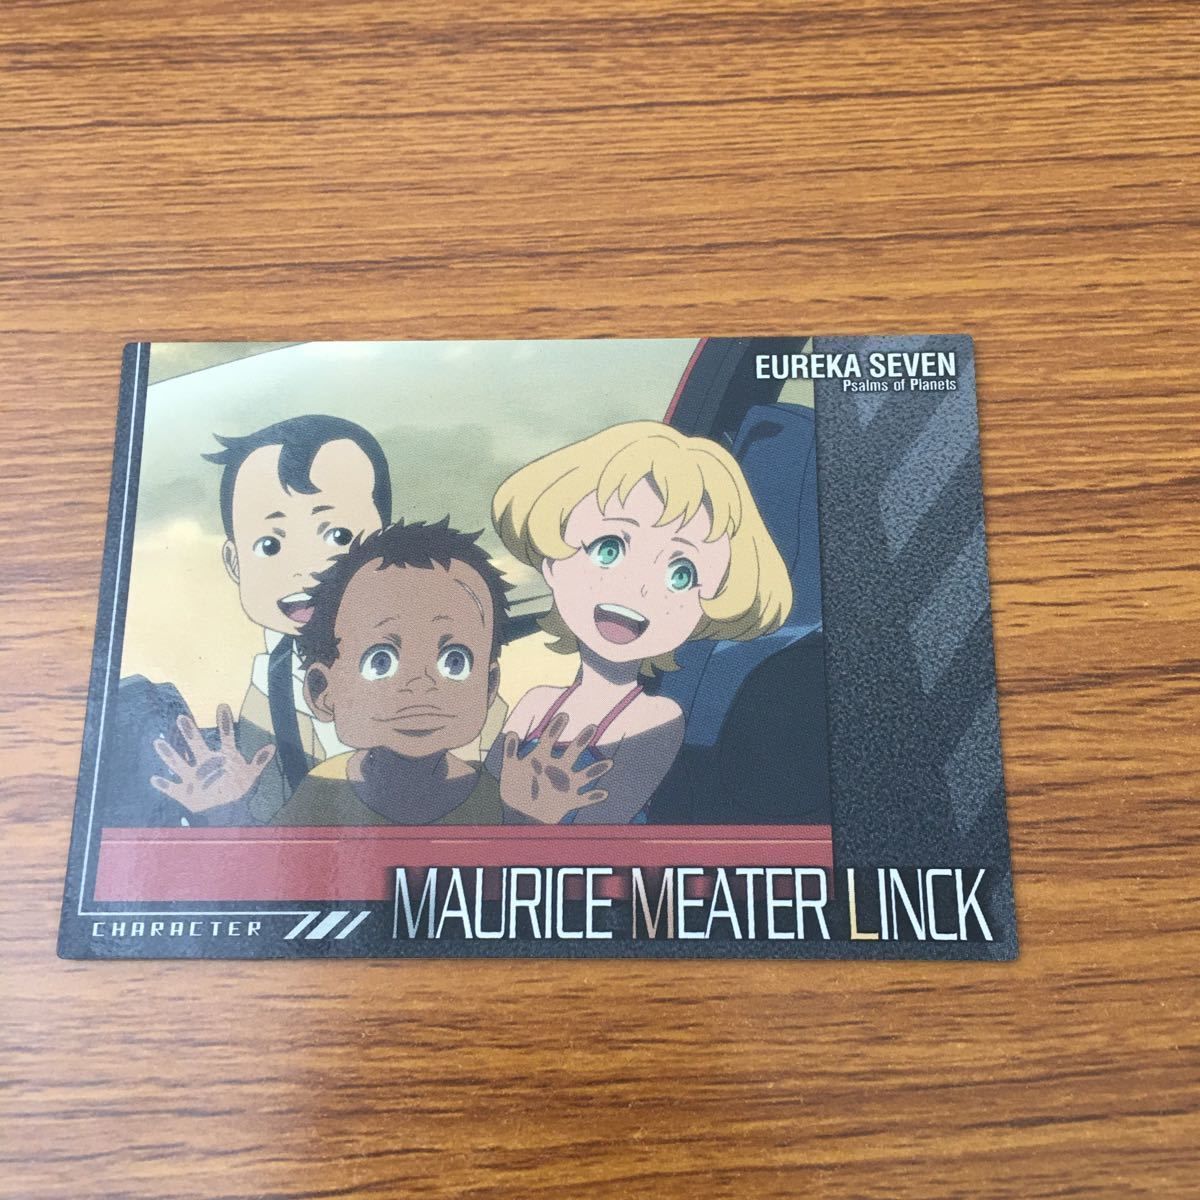 EUREKA SEVEN
Psalms of Planets
MAURICE MEATER LINCK
CHARACTER